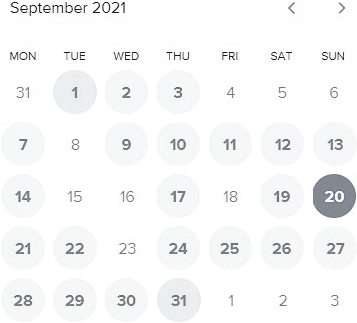 September 2021
MON TUE WED THU FRI SAT SUN
31 1 2 3 4 5 6
7 8 9 10 11 12 13
14 15 16 17 18 19 20
21 22 23 24 25 26 27
28 29 30 31 1 2 3